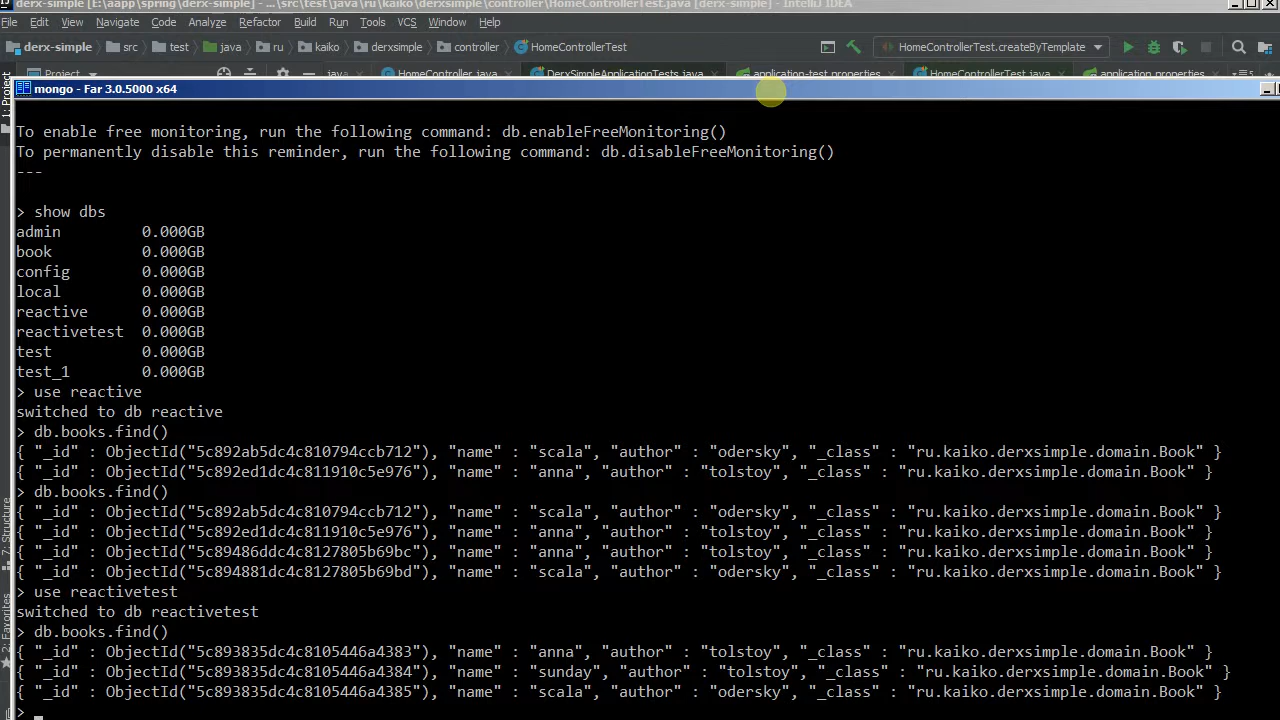 derx-simple [E:\aapp\spring\derx-simple] - ...\src\test\java\ru\kaiko\derxsimple\controller\HomeControllerTest.java [derx-simple] - IntelliJ IDEA
File Edit View Navigate Code Analyze Refactor Build Run Tools VCS Window Help
derx-simple src test java ru kaiko derxsimple controller HomeControllerTest HomeControllerTest.createByTemplate
1: Project Project java HomeController.java DerxSimpleApplicationTests.java application-test.properties HomeControllerTest.java application.properties 5
mongo - Far 3.0.5000 x64
To enable free monitoring, run the following command: db.enableFreeMonitoring()
To permanently disable this reminder, run the following command: db.disableFreeMonitoring()
---
> show dbs
admin 0.000GB
book 0.000GB
config 0.000GB
local 0.000GB
reactive 0.000GB
reactivetest 0.000GB
test 0.000GB
test_1 0.000GB
> use reactive
switched to db reactive
> db.books.find()
{ "_id" : ObjectId("5c892ab5dc4c810794ccb712"), "name" : "scala", "author" : "odersky", "_class" : "ru.kaiko.derxsimple.domain.Book" }
{ "_id" : ObjectId("5c892ed1dc4c811910c5e976"), "name" : "anna", "author" : "tolstoy", "_class" : "ru.kaiko.derxsimple.domain.Book" }
> db.books.find()
{ "_id" : ObjectId("5c892ab5dc4c810794ccb712"), "name" : "scala", "author" : "odersky", "_class" : "ru.kaiko.derxsimple.domain.Book" }
{ "_id" : ObjectId("5c892ed1dc4c811910c5e976"), "name" : "anna", "author" : "tolstoy", "_class" : "ru.kaiko.derxsimple.domain.Book" }
{ "_id" : ObjectId("5c89486ddc4c8127805b69bc"), "name" : "anna", "author" : "tolstoy", "_class" : "ru.kaiko.derxsimple.domain.Book" }
{ "_id" : ObjectId("5c894881dc4c8127805b69bd"), "name" : "scala", "author" : "odersky", "_class" : "ru.kaiko.derxsimple.domain.Book" }
> use reactivetest
switched to db reactivetest
> db.books.find()
{ "_id" : ObjectId("5c893835dc4c8105446a4383"), "name" : "anna", "author" : "tolstoy", "_class" : "ru.kaiko.derxsimple.domain.Book" }
{ "_id" : ObjectId("5c893835dc4c8105446a4384"), "name" : "sunday", "author" : "tolstoy", "_class" : "ru.kaiko.derxsimple.domain.Book" }
{ "_id" : ObjectId("5c893835dc4c8105446a4385"), "name" : "scala", "author" : "odersky", "_class" : "ru.kaiko.derxsimple.domain.Book" }
>
7: Structure
2: Favorites